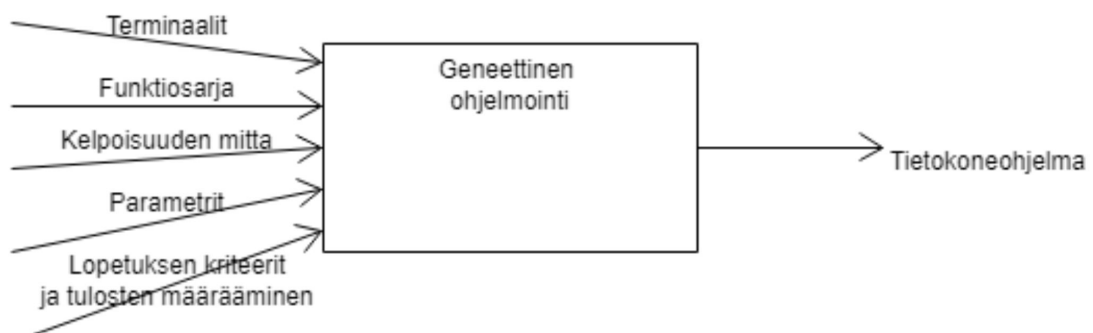 Terminaalit
Funktiosarja
Kelpoisuuden mitta
Parametrit
Lopetuksen kriteerit
ja tulosten määrääminen
Geneettinen
ohjelmointi
Tietokoneohjelma